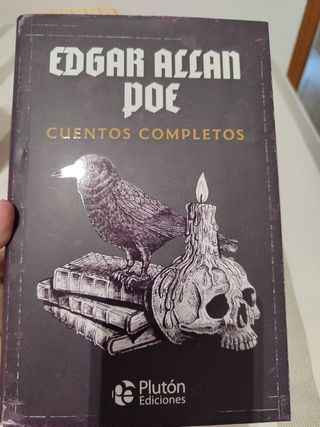 EDGAR ALLAN
POE
CUENTOS COMPLETOS
Plutón
Ediciones